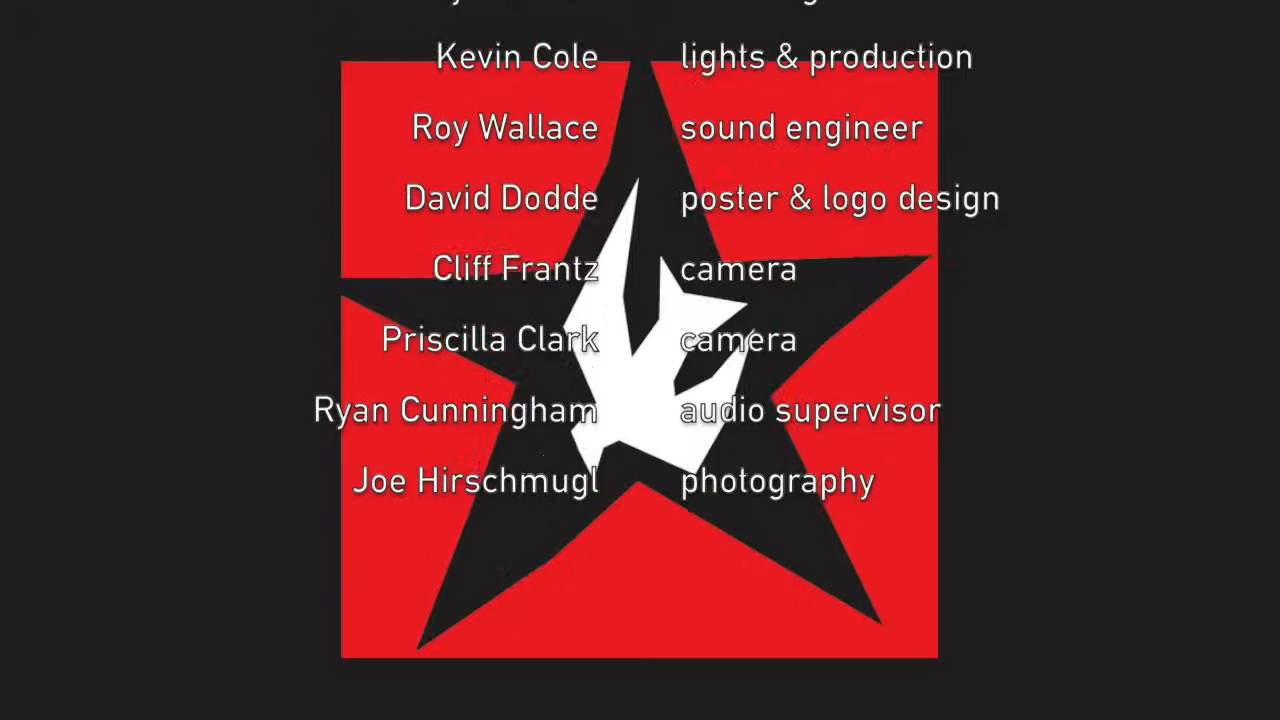 Kevin Cole lights & production
Roy Wallace sound engineer
David Dodde poster & logo design
Cliff Frantz camera
Priscilla Clark camera
Ryan Cunningham audio supervisor
Joe Hirschmugl photography